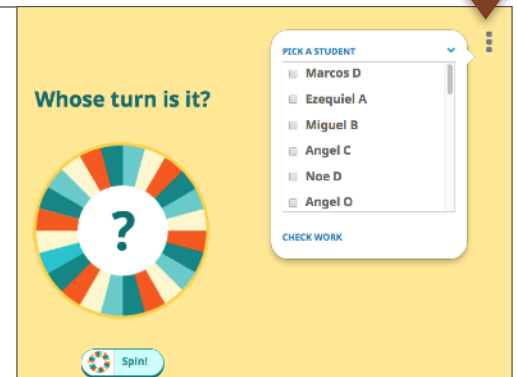 PICK A STUDENT
Marcos D
Ezequiel A
Miguel B
Angel C
Noe D
Angel O
CHECK WORK
Whose turn is it?
?
Spin!